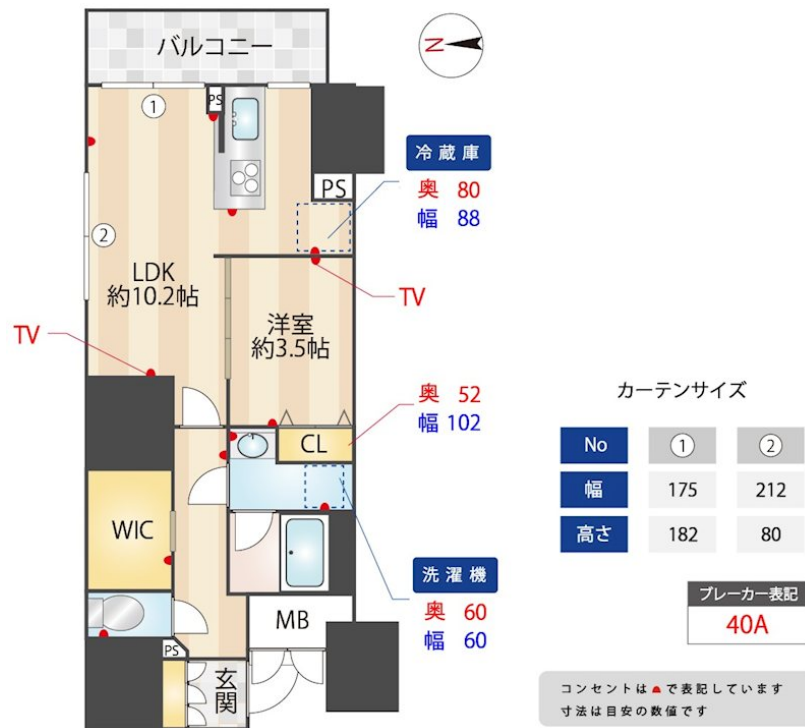 バルコニー
N
①
PS
冷蔵庫
奥 80
幅 88
PS
②
LDK
約10.2帖
TV
洋室
約3.5帖
TV
奥 52
幅 102
CL
カーテンサイズ
No ① ②
幅 175 212
高さ 182 80
WIC
洗濯機
奥 60
幅 60
MB
ブレーカー表記
40A
PS
玄関
コンセントは で表記しています
寸法は目安の数値です